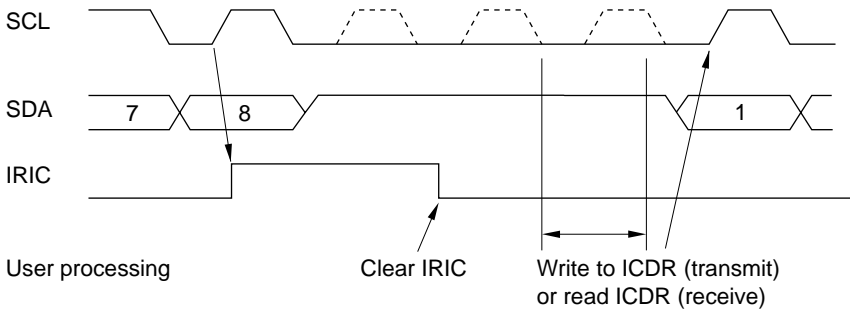 SCL
SDA
7 8 1
IRIC
User processing Clear IRIC Write to ICDR (transmit)
or read ICDR (receive)